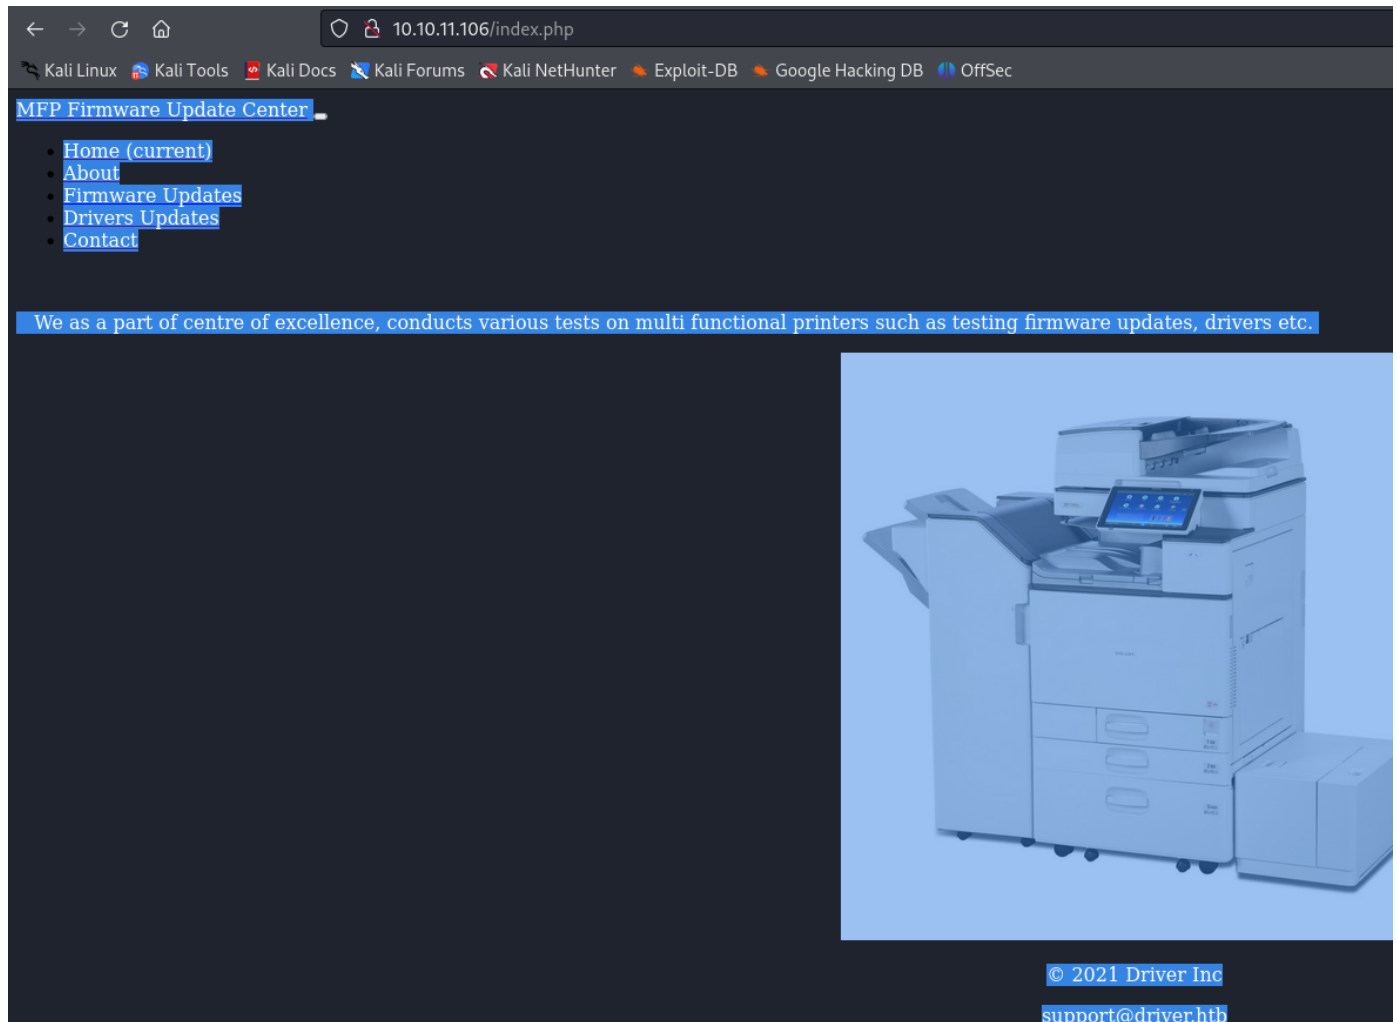 10.10.11.106/index.php
Kali Linux Kali Tools Kali Docs Kali Forums Kali NetHunter Exploit-DB Google Hacking DB OffSec
MFP Firmware Update Center
Home (current)
About
Firmware Updates
Drivers Updates
Contact
We as a part of centre of excellence, conducts various tests on multi functional printers such as testing firmware updates, drivers etc.
© 2021 Driver Inc
support@driver.htb